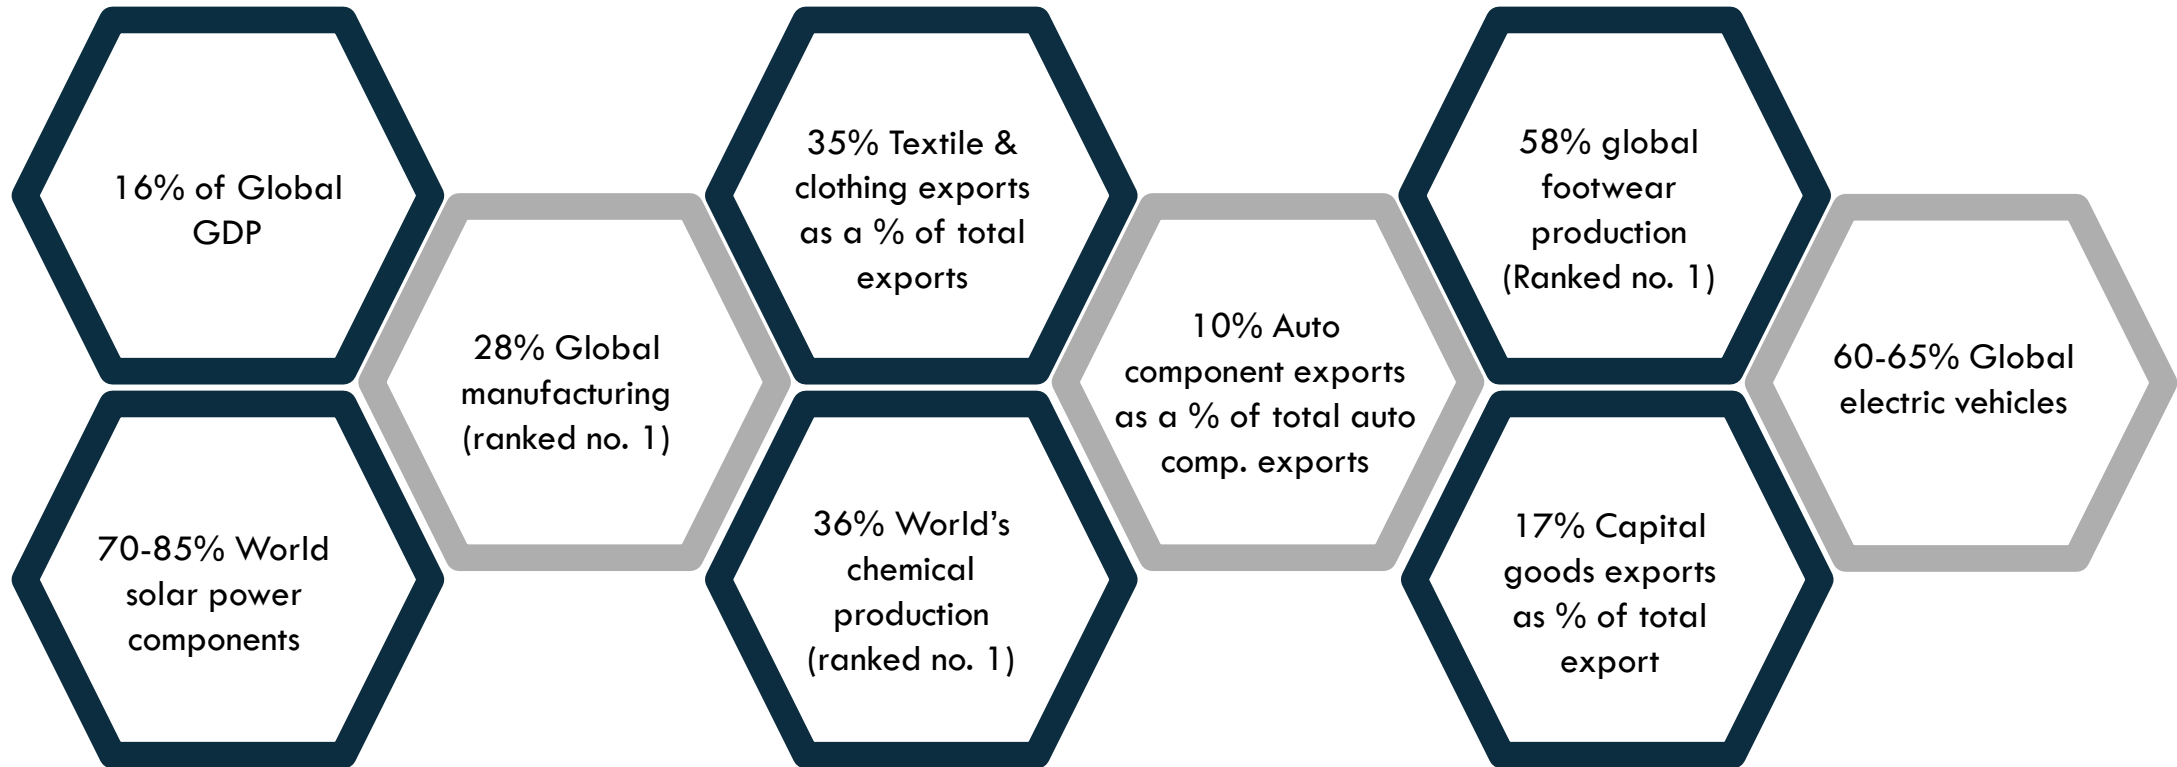 16% of Global
GDP
70-85% World
solar power
components
28% Global
manufacturing
(ranked no. 1)
35% Textile &
clothing exports
as a % of total
exports
36% World’s
chemical
production
(ranked no. 1)
10% Auto
component exports
as a % of total auto
comp. exports
58% global
footwear
production
(Ranked no. 1)
17% Capital
goods exports
as % of total
export
60-65% Global
electric vehicles